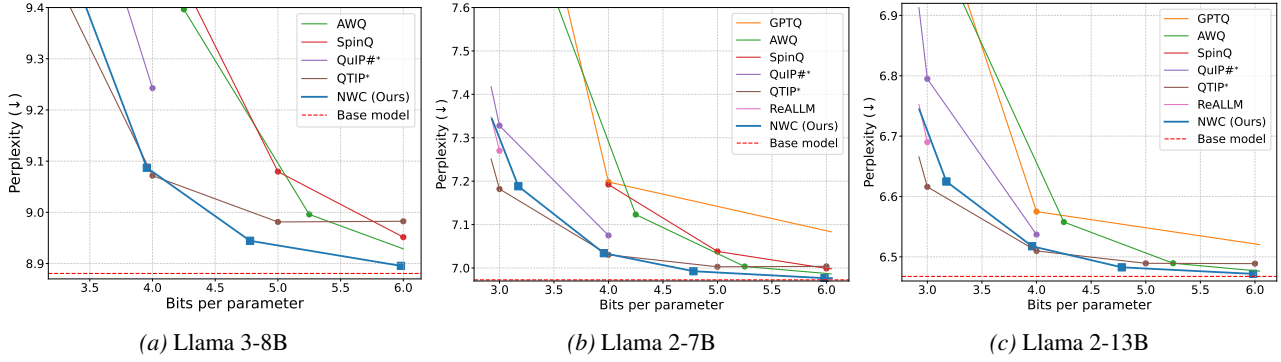 9.4
9.3
9.2
9.1
9.0
8.9
Perplexity (↓)
3.5 4.0 4.5 5.0 5.5 6.0
Bits per parameter
AWQ
SpinQ
QuIP#*
QTIP*
NWC (Ours)
Base model
(a) Llama 3-8B
7.6
7.5
7.4
7.3
7.2
7.1
7.0
Perplexity (↓)
3.0 3.5 4.0 4.5 5.0 5.5 6.0
Bits per parameter
GPTQ
AWQ
SpinQ
QuIP#*
QTIP*
ReALLM
NWC (Ours)
Base model
(b) Llama 2-7B
6.9
6.8
6.7
6.6
6.5
Perplexity (↓)
3.0 3.5 4.0 4.5 5.0 5.5 6.0
Bits per parameter
GPTQ
AWQ
SpinQ
QuIP#*
QTIP*
ReALLM
NWC (Ours)
Base model
(c) Llama 2-13B